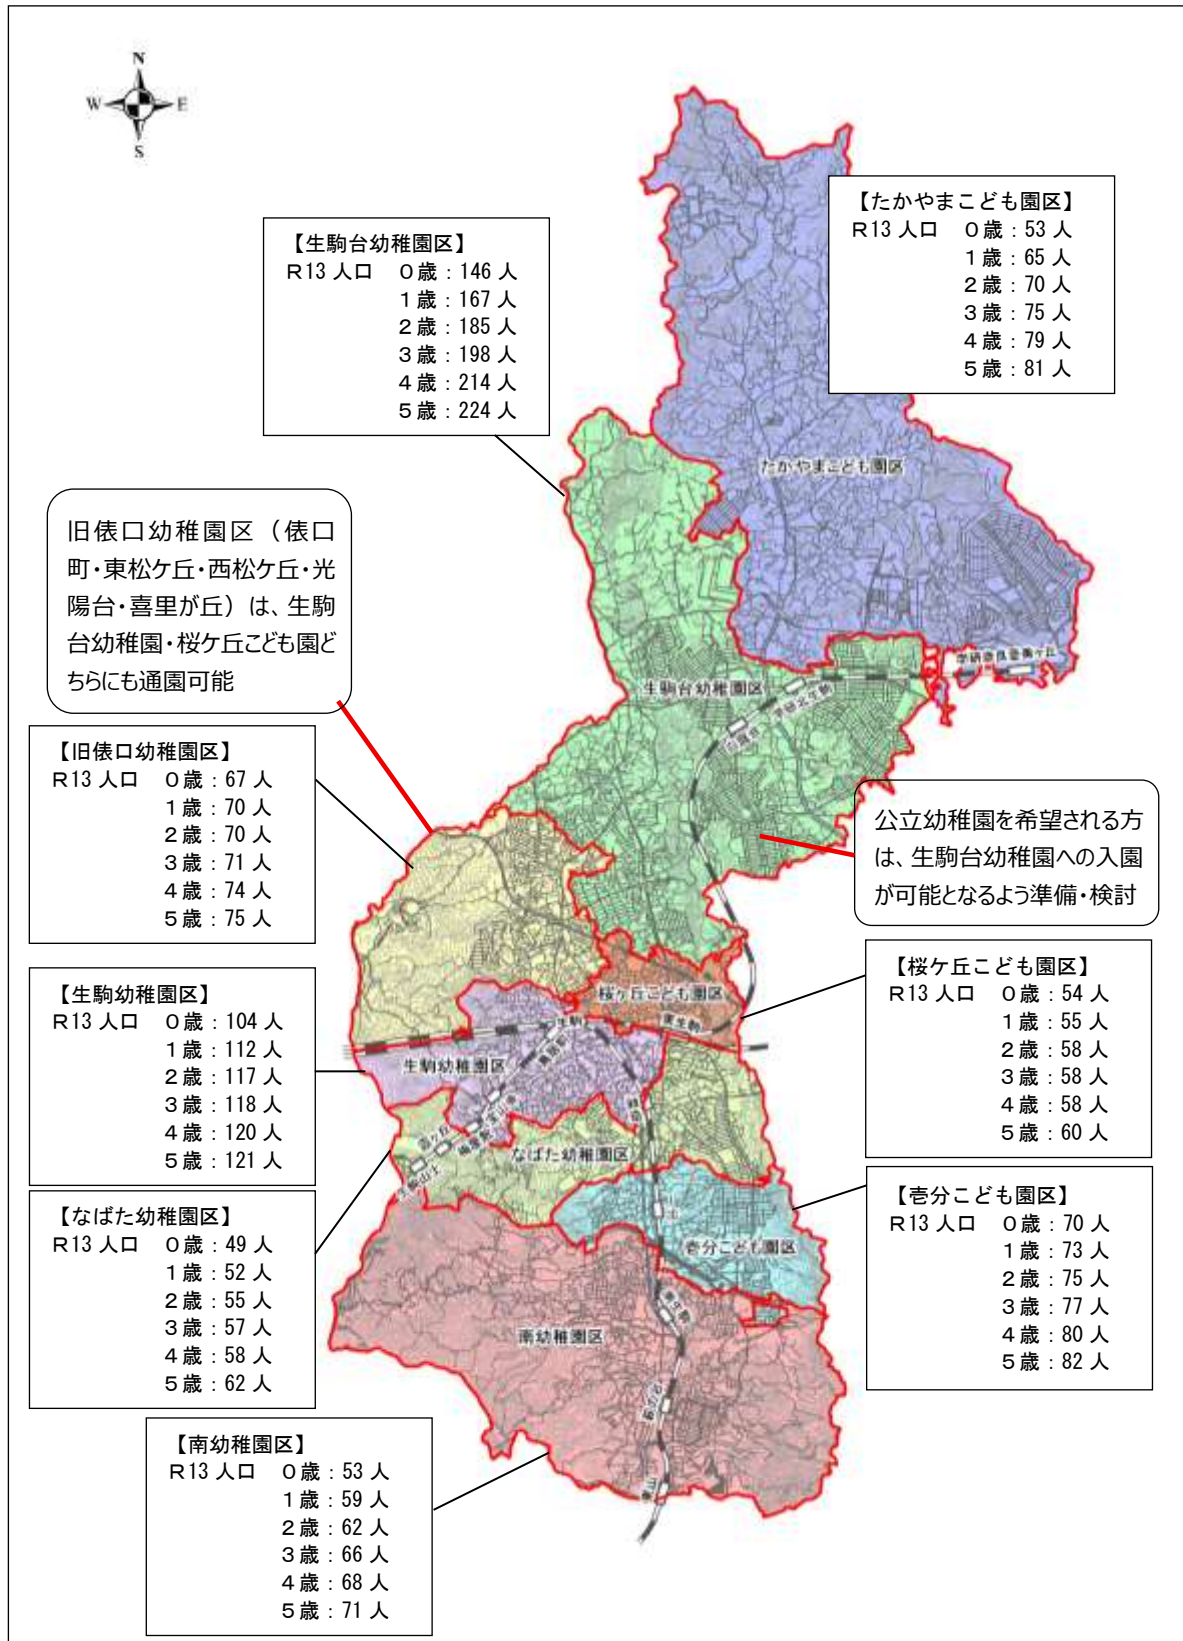 N
W E
S
【たかやまこども園区】
R13 人口 0歳：53 人
1歳：65 人
2歳：70 人
3歳：75 人
4歳：79 人
5歳：81 人
【生駒台幼稚園区】
R13 人口 0歳：146 人
1歳：167 人
2歳：185 人
3歳：198 人
4歳：214 人
5歳：224 人
たかやまこども園区
旧俵口幼稚園区（俵口
町・東松ケ丘・西松ケ丘・光
陽台・喜里が丘）は、生駒
台幼稚園・桜ケ丘こども園ど
ちらにも通園可能
学研奈良登美ヶ丘
生駒台幼稚園区
学研北生駒
白庭台
【旧俵口幼稚園区】
R13 人口 0歳：67 人
1歳：70 人
2歳：70 人
3歳：71 人
4歳：74 人
5歳：75 人
公立幼稚園を希望される方
は、生駒台幼稚園への入園
が可能となるよう準備・検討
【桜ケ丘こども園区】
R13 人口 0歳：54 人
1歳：55 人
2歳：58 人
3歳：58 人
4歳：58 人
5歳：60 人
桜ケ丘こども園区
東生駒
生駒
【生駒幼稚園区】
R13 人口 0歳：104 人
1歳：112 人
2歳：117 人
3歳：118 人
4歳：120 人
5歳：121 人
生駒幼稚園区
なばた幼稚園区
【なばた幼稚園区】
R13 人口 0歳：49 人
1歳：52 人
2歳：55 人
3歳：57 人
4歳：58 人
5歳：62 人
【壱分こども園区】
R13 人口 0歳：70 人
1歳：73 人
2歳：75 人
3歳：77 人
4歳：80 人
5歳：82 人
壱分こども園区
南幼稚園区
【南幼稚園区】
R13 人口 0歳：53 人
1歳：59 人
2歳：62 人
3歳：66 人
4歳：68 人
5歳：71 人